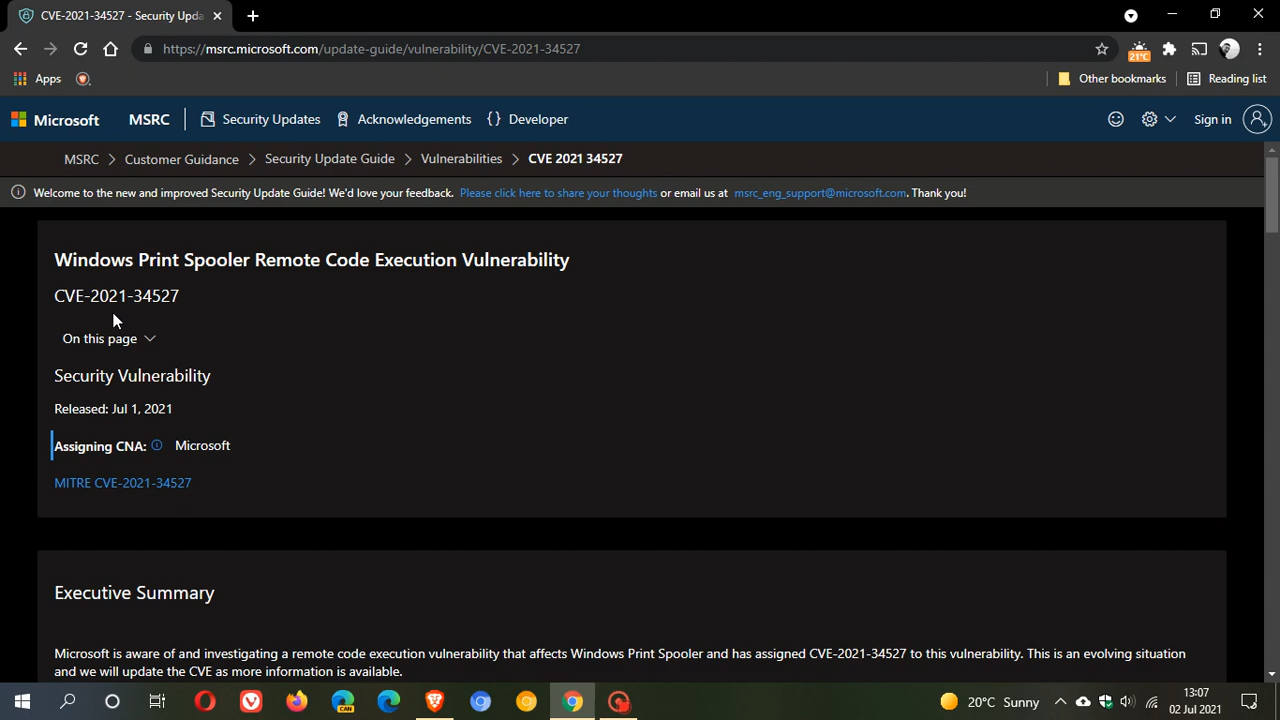 CVE-2021-34527 - Security Upda
https://msrc.microsoft.com/update-guide/vulnerability/CVE-2021-34527
21°C
Apps
Other bookmarks
Reading list
Microsoft
MSRC
Security Updates
Acknowledgements
Developer
Sign in
MSRC > Customer Guidance > Security Update Guide > Vulnerabilities > CVE 2021 34527
Welcome to the new and improved Security Update Guide! We'd love your feedback. Please click here to share your thoughts or email us at msrc_eng_support@microsoft.com. Thank you!
Windows Print Spooler Remote Code Execution Vulnerability
CVE-2021-34527
On this page
Security Vulnerability
Released: Jul 1, 2021
Assigning CNA: Microsoft
MITRE CVE-2021-34527
Executive Summary
Microsoft is aware of and investigating a remote code execution vulnerability that affects Windows Print Spooler and has assigned CVE-2021-34527 to this vulnerability. This is an evolving situation
and we will update the CVE as more information is available.
CAN
20°C Sunny
13:07
02 Jul 2021